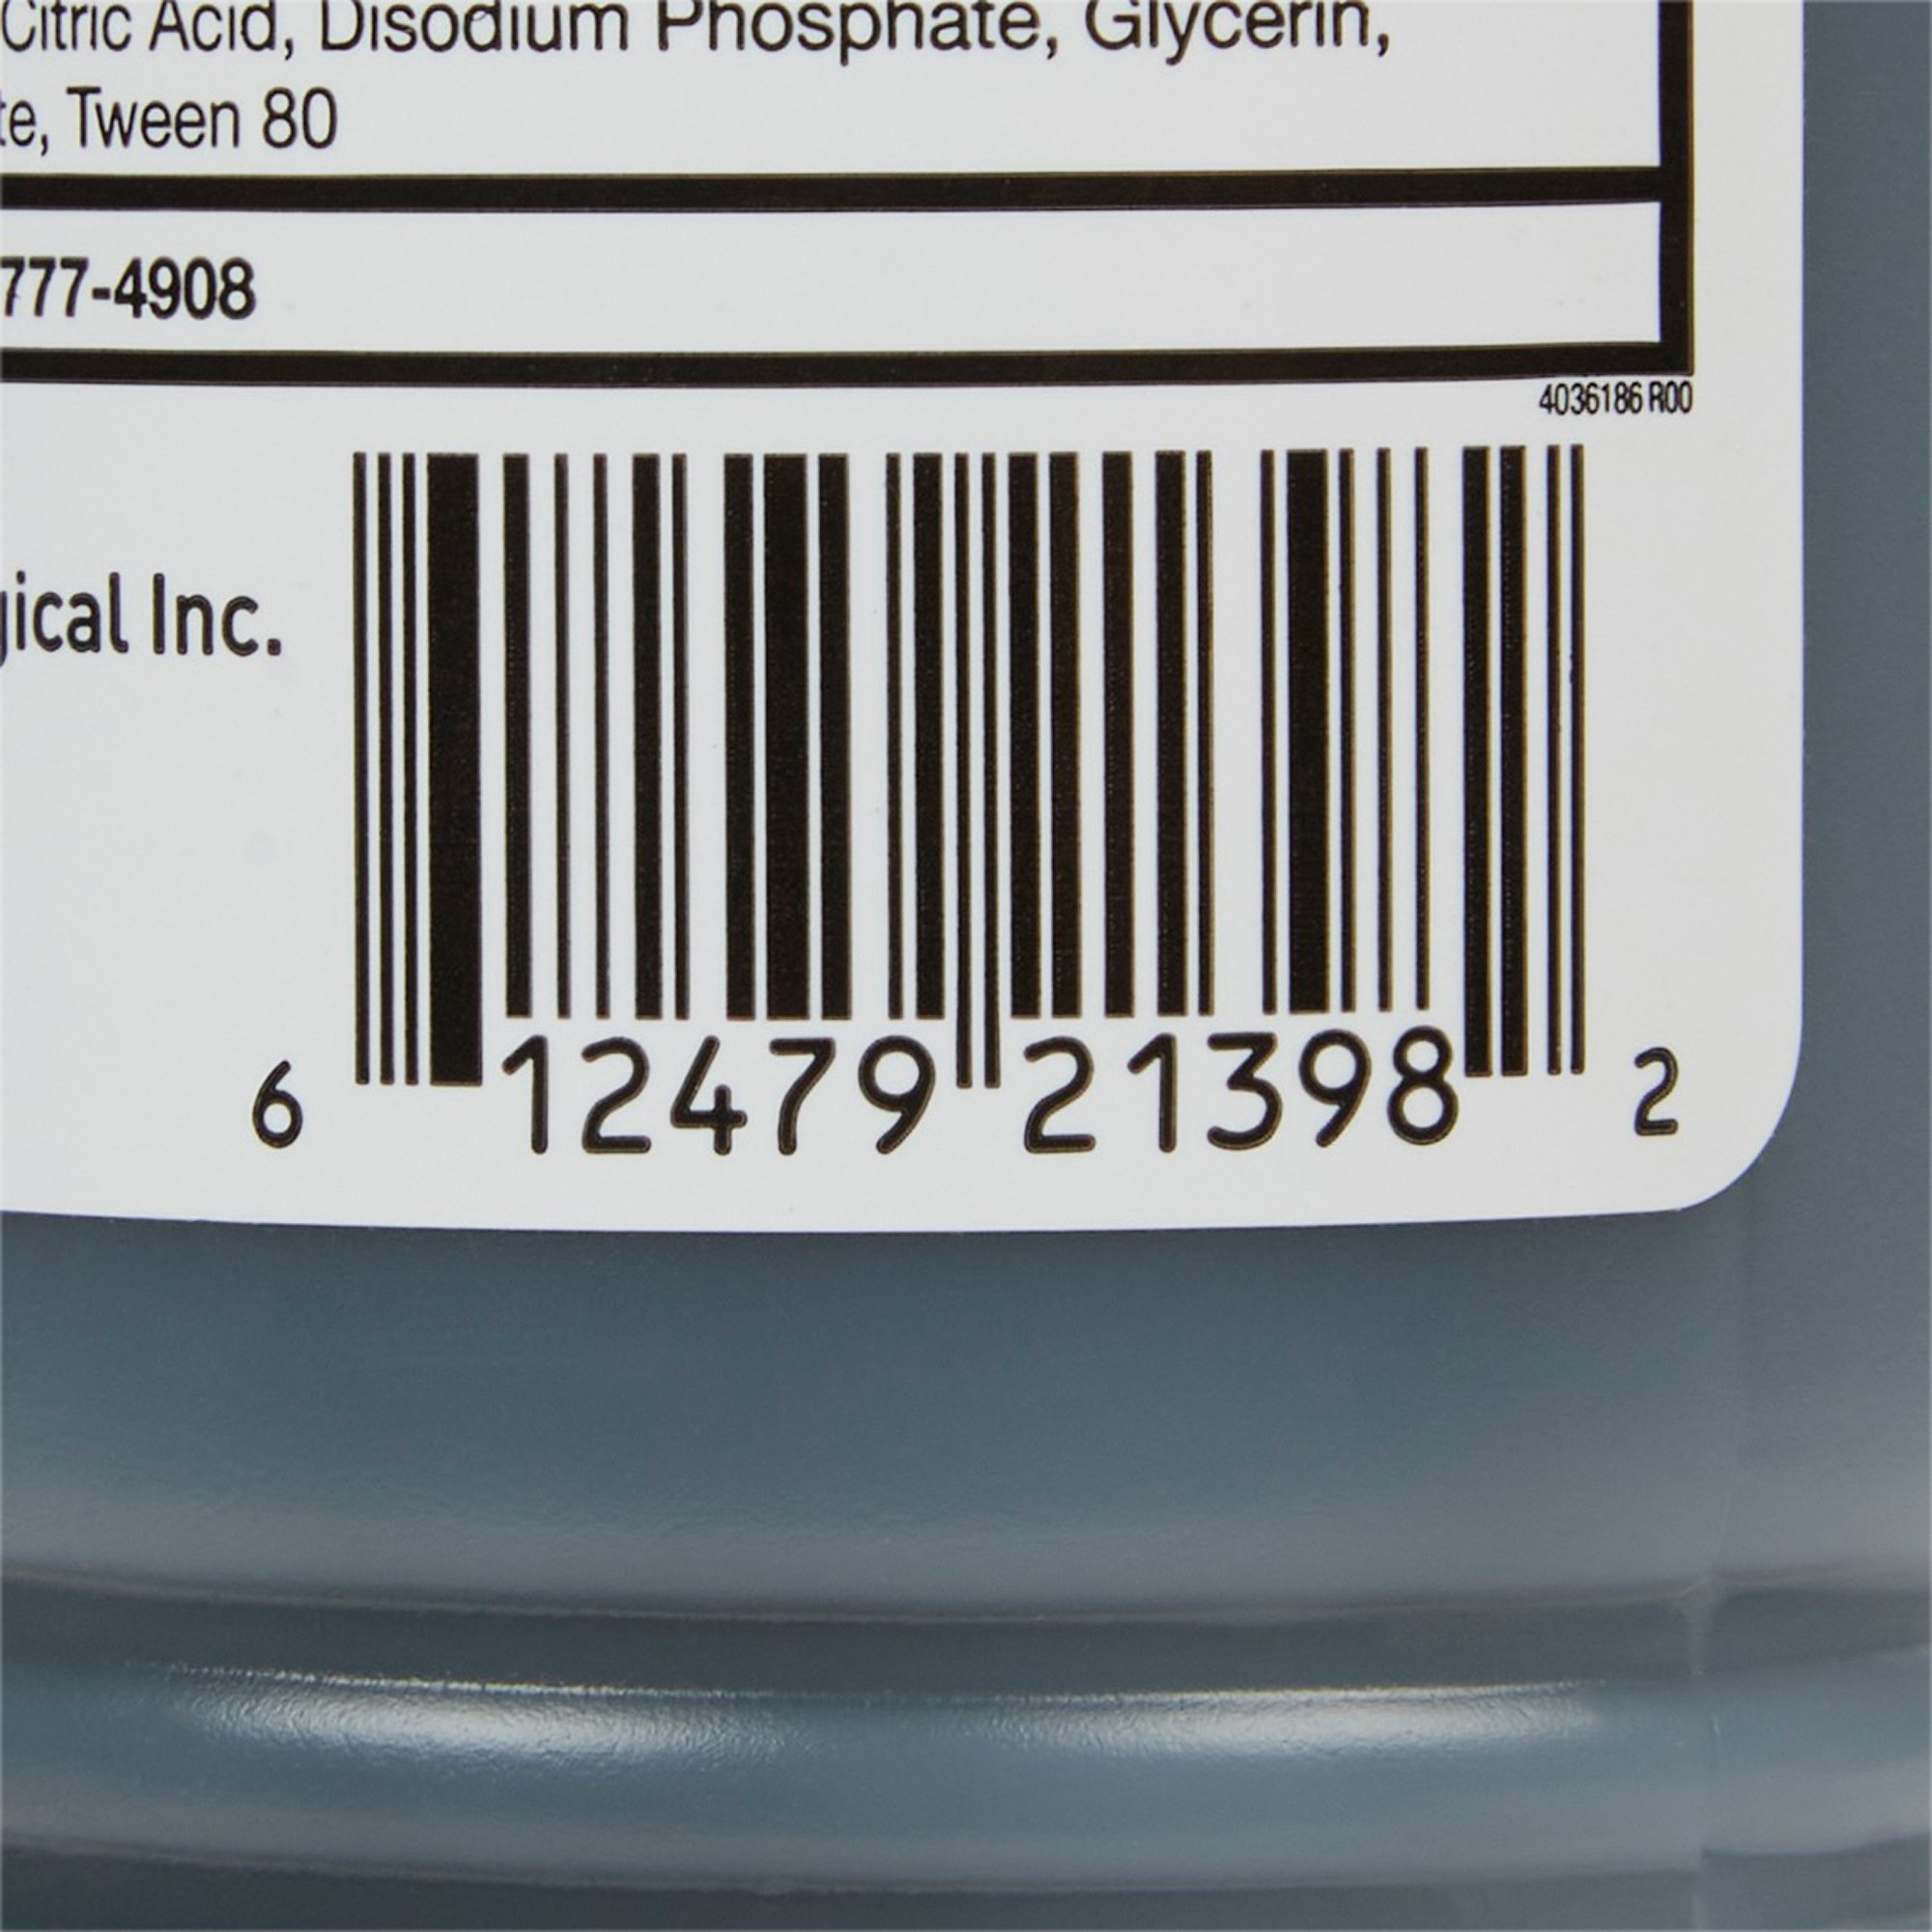 Citric Acid, Disodium Phosphate, Glycerin,
te, Tween 80
777-4908
4036186 R00
gical Inc.
6 12479 21398 2